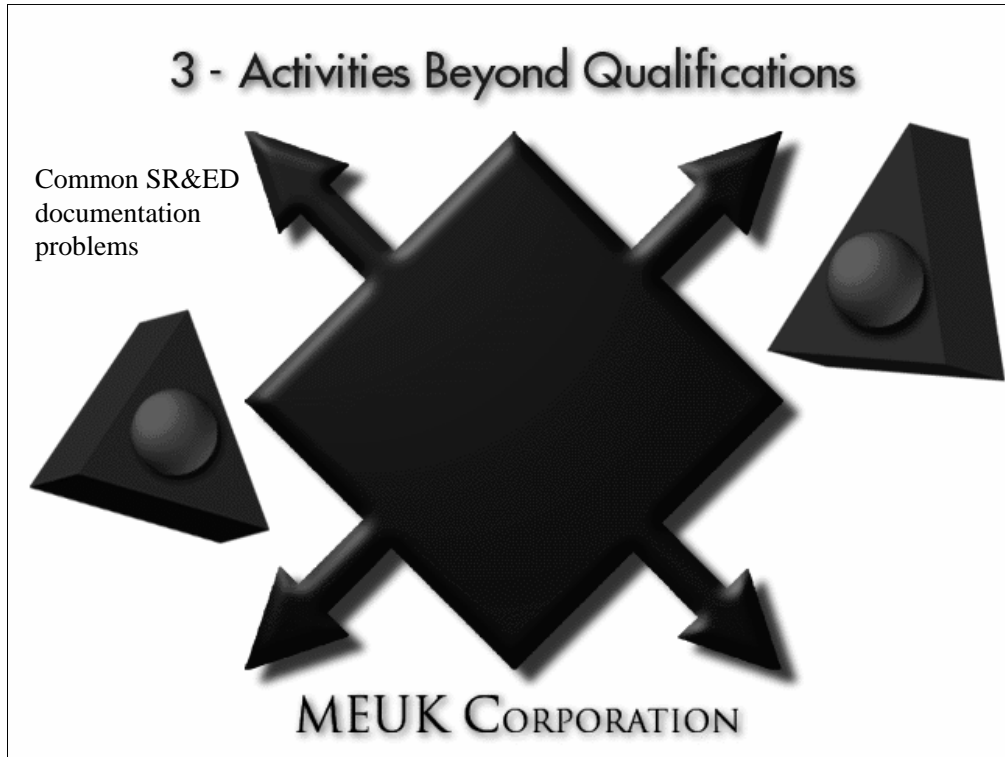 3 - Activities Beyond Qualifications
Common SR&ED
documentation
problems
MEUK CORPORATION